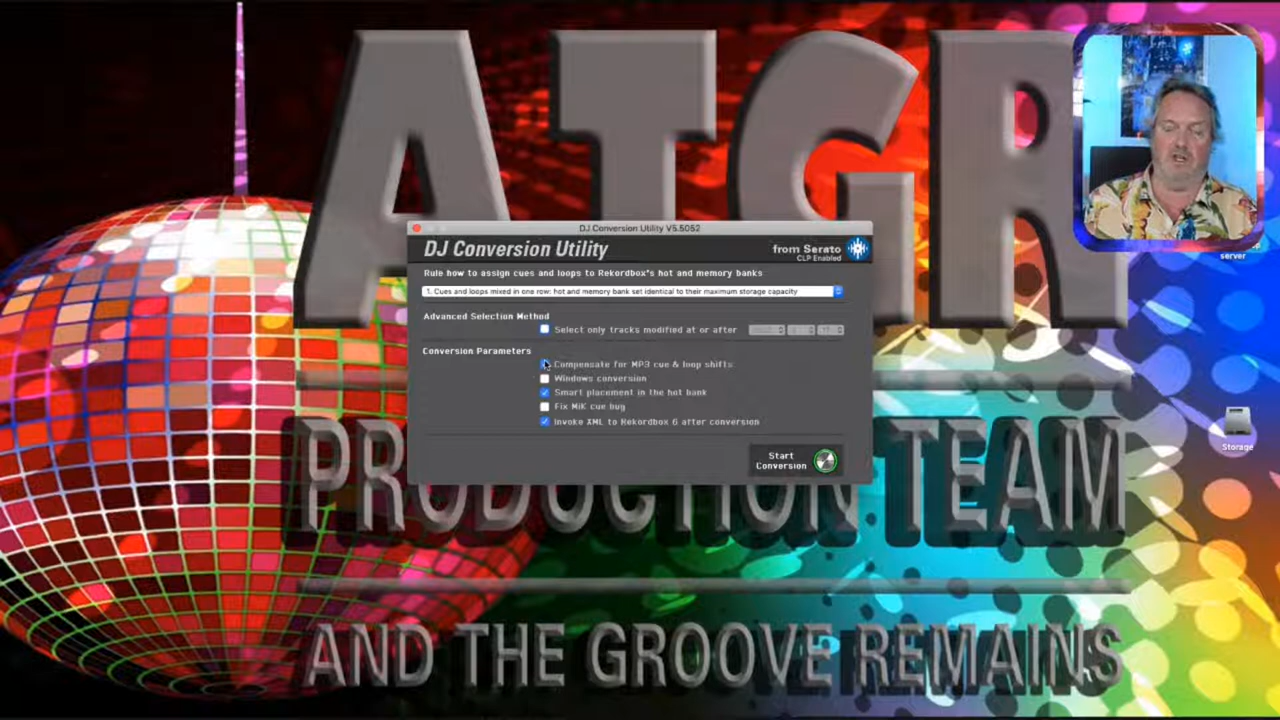 ATGR
PRODUCTION TEAM
AND THE GROOVE REMAINS
DJ Conversion Utility V5.5052
DJ Conversion Utility
from Serato
CLP Enabled
Rule how to assign cues and loops to Rekordbox's hot and memory banks
1. Cues and loops mixed in one row: hot and memory bank set identical to their maximum storage capacity
Advanced Selection Method
Select only tracks modified at or after
Conversion Parameters
Compensate for MP3 cue & loop shifts
Windows conversion
Smart placement in the hot bank
Fix MiK cue bug
Invoke XML to Rekordbox 6 after conversion
Start
Conversion
server
Storage